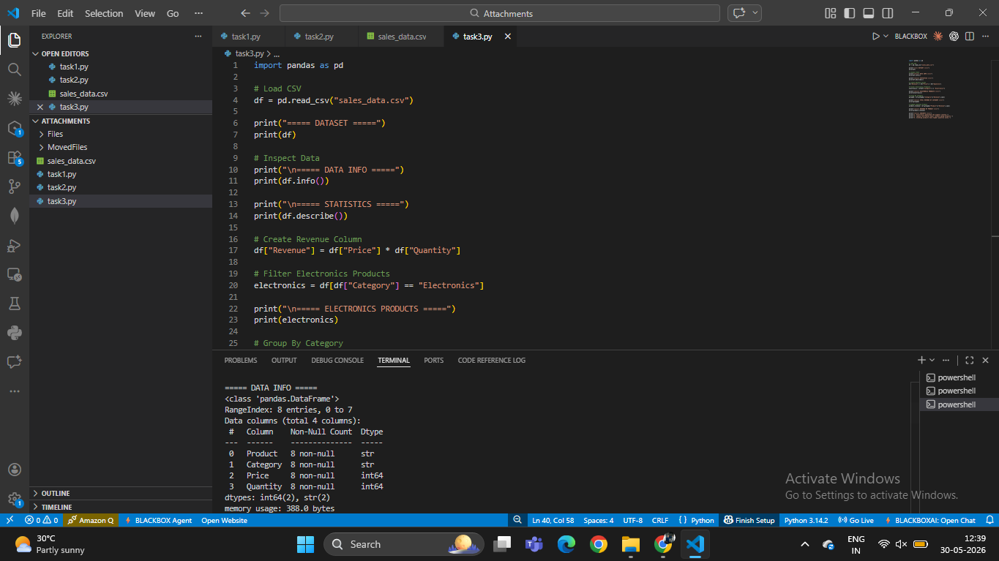 File Edit Selection View Go ··· Attachments
EXPLORER ···
OPEN EDITORS
task1.py
task2.py
sales_data.csv
task3.py
ATTACHMENTS
Files
MovedFiles
sales_data.csv
task1.py
task2.py
task3.py
OUTLINE
TIMELINE
1
5
1
task1.py task2.py sales_data.csv task3.py BLACKBOX ···
task3.py > ...
1 import pandas as pd
2
3 # Load CSV
4 df = pd.read_csv("sales_data.csv")
5
6 print("===== DATASET =====")
7 print(df)
8
9 # Inspect Data
10 print("\n===== DATA INFO =====")
11 print(df.info())
12
13 print("\n===== STATISTICS =====")
14 print(df.describe())
15
16 # Create Revenue Column
17 df["Revenue"] = df["Price"] * df["Quantity"]
18
19 # Filter Electronics Products
20 electronics = df[df["Category"] == "Electronics"]
21
22 print("\n===== ELECTRONICS PRODUCTS =====")
23 print(electronics)
24
25 # Group By Category
PROBLEMS OUTPUT DEBUG CONSOLE TERMINAL PORTS CODE REFERENCE LOG
===== DATA INFO =====
<class 'pandas.DataFrame'>
RangeIndex: 8 entries, 0 to 7
Data columns (total 4 columns):
# Column Non-Null Count Dtype
--- ------ -------------- -----
0 Product 8 non-null str
1 Category 8 non-null str
2 Price 8 non-null int64
3 Quantity 8 non-null int64
dtypes: int64(2), str(2)
memory usage: 388.0 bytes
powershell
powershell
powershell
Activate Windows
Go to Settings to activate Windows.
0 0 Amazon Q BLACKBOX Agent Open Website Ln 40, Col 58 Spaces: 4 UTF-8 CRLF { } Python Finish Setup Python 3.14.2 Go Live BLACKBOXAI: Open Chat
30°C
Partly sunny
Search
ENG
IN
12:39
30-05-2026